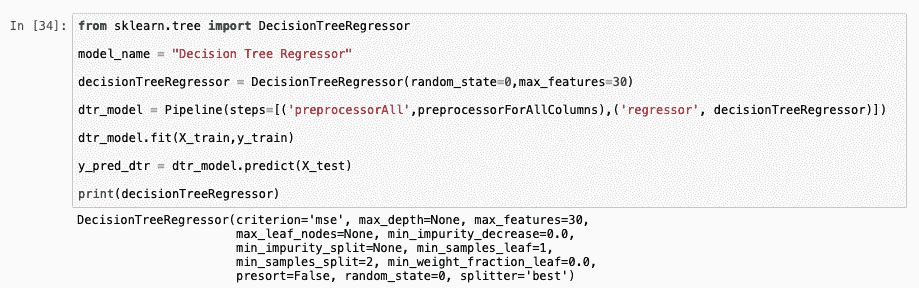 In [34]: from sklearn.tree import DecisionTreeRegressor
model_name = "Decision Tree Regressor"
decisionTreeRegressor = DecisionTreeRegressor(random_state=0,max_features=30)
dtr_model = Pipeline(steps=[('preprocessorAll',preprocessorForAllColumns),('regressor', decisionTreeRegressor)])
dtr_model.fit(X_train,y_train)
y_pred_dtr = dtr_model.predict(X_test)
print(decisionTreeRegressor)
DecisionTreeRegressor(criterion='mse', max_depth=None, max_features=30,
max_leaf_nodes=None, min_impurity_decrease=0.0,
min_impurity_split=None, min_samples_leaf=1,
min_samples_split=2, min_weight_fraction_leaf=0.0,
presort=False, random_state=0, splitter='best')